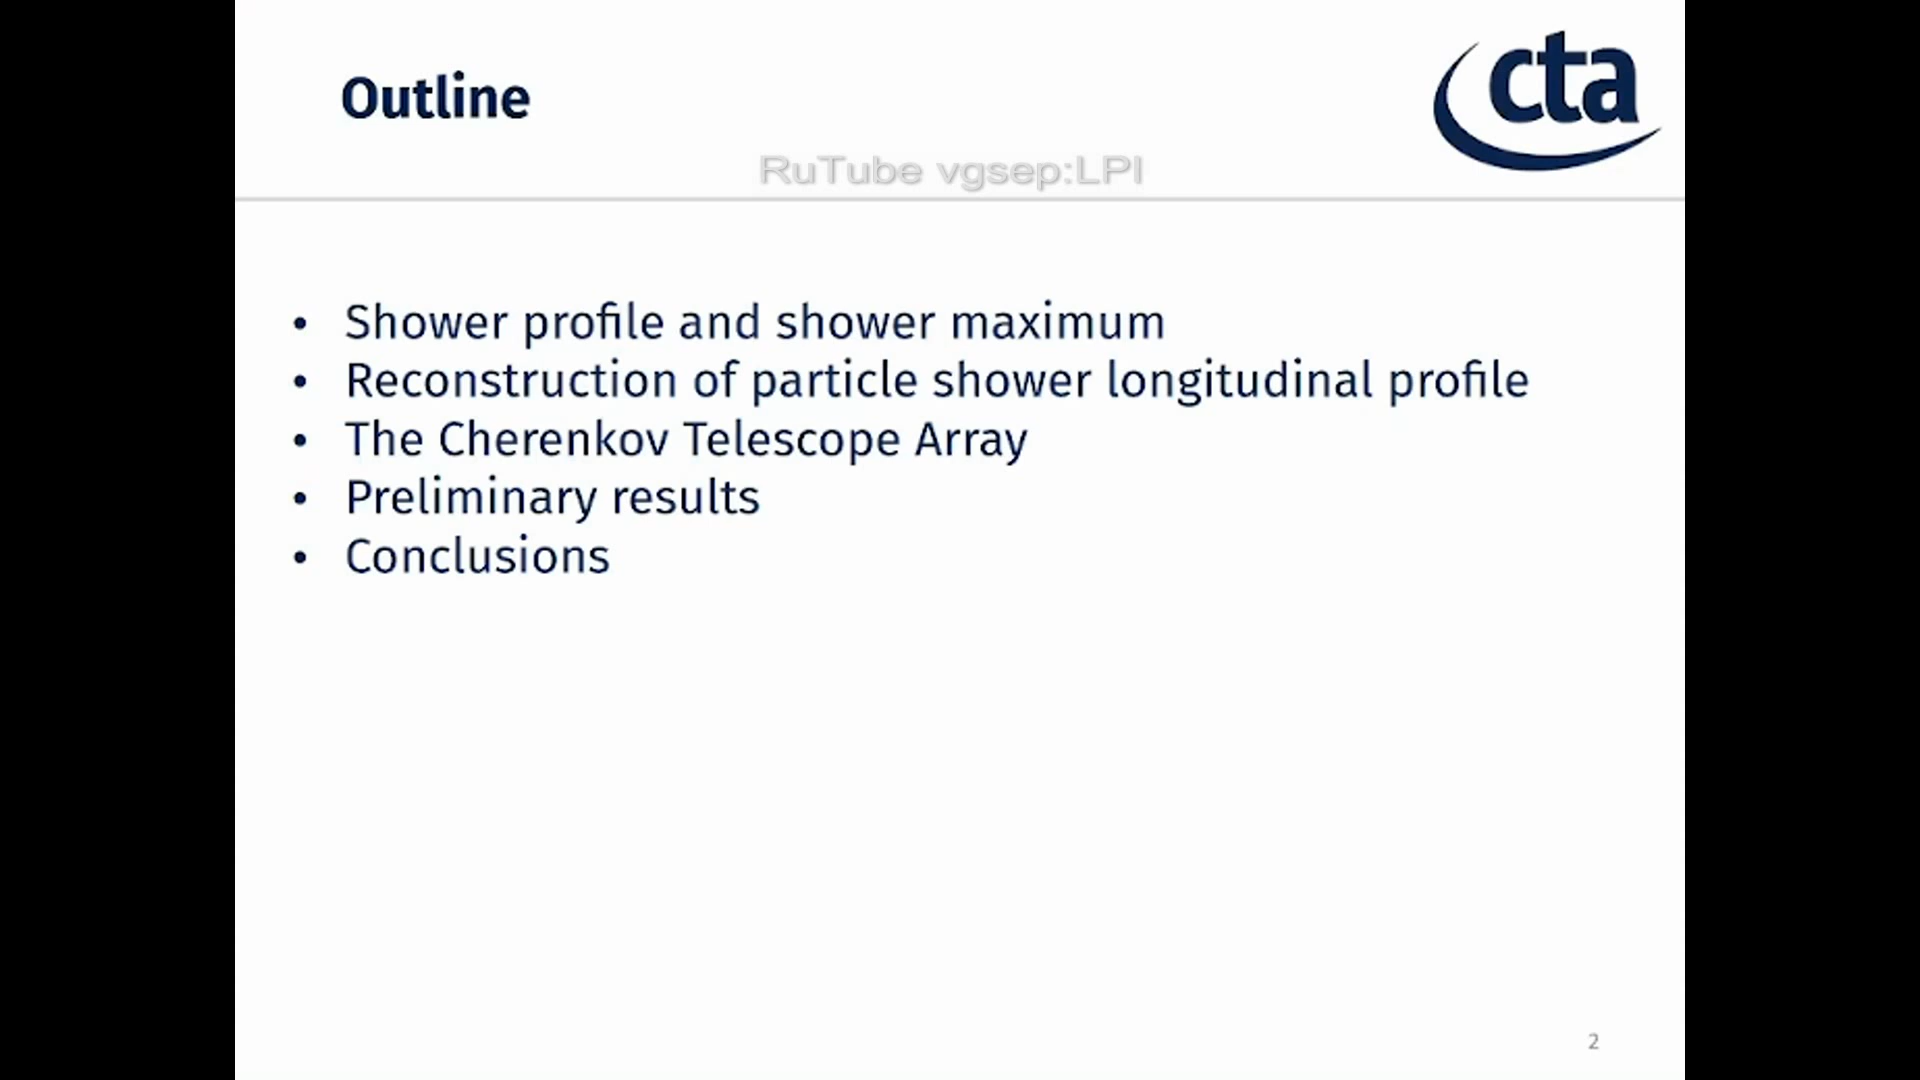 Outline
cta
RuTube vgsep:LPI
• Shower profile and shower maximum
• Reconstruction of particle shower longitudinal profile
• The Cherenkov Telescope Array
• Preliminary results
• Conclusions
2